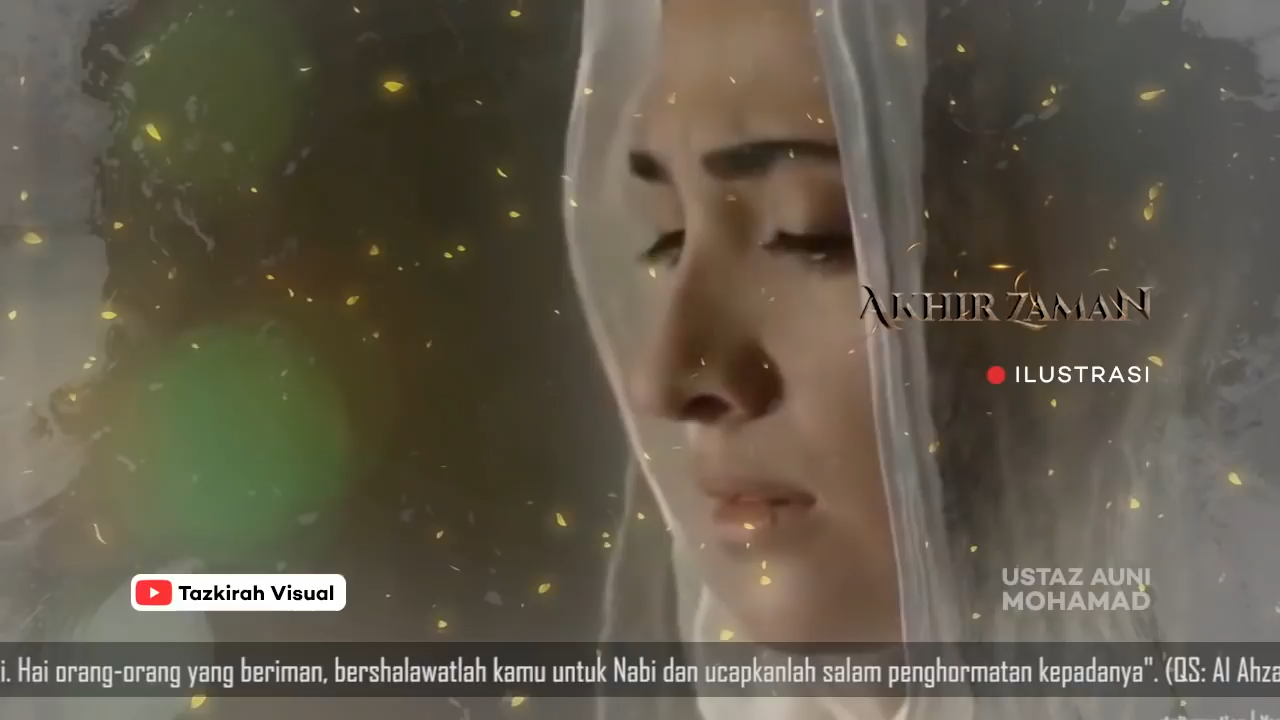 AKHIR ZAMAN
ILUSTRASI
Tazkirah Visual
USTAZ AUNI
MOHAMAD
i. Hai orang-orang yang beriman, bershalawatlah kamu untuk Nabi dan ucapkanlah salam penghormatan kepadanya". (QS: Al Ahza